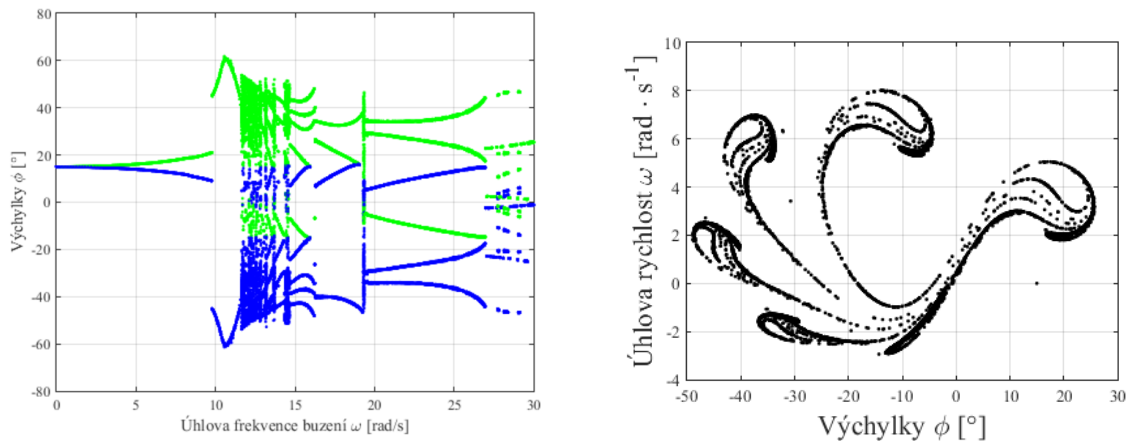 80
60
40
20
0
-20
-40
-60
-80
Výchylky ϕ [°]
0 5 10 15 20 25 30
Úhlova frekvence buzení ω [rad/s]
10
8
6
4
2
0
-2
-4
Úhlova rychlost ω [rad · s⁻¹]
-50 -40 -30 -20 -10 0 10 20 30
Výchylky ϕ [°]